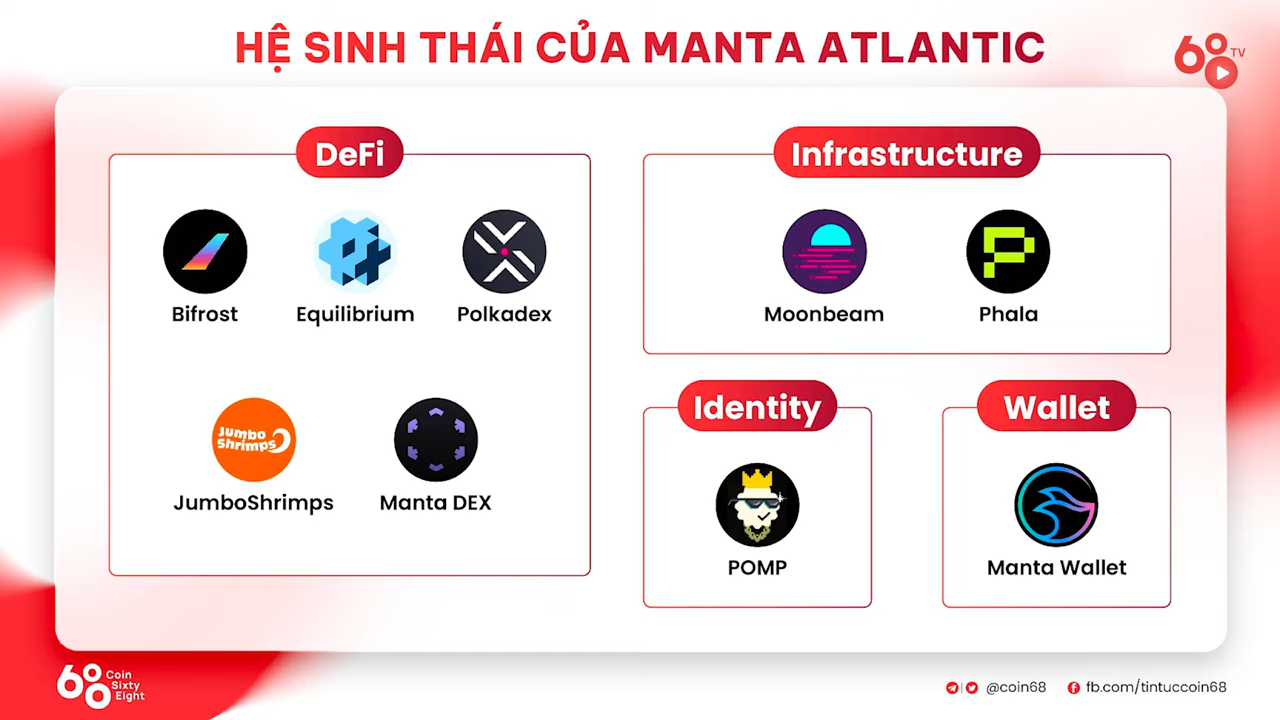 HỆ SINH THÁI CỦA MANTA ATLANTIC
68 TV
DeFi
Bifrost
Equilibrium
Polkadex
Jumbo
Shrimps
JumboShrimps
Manta DEX
Infrastructure
Moonbeam
Phala
Identity
POMP
Wallet
Manta Wallet
68
Coin
Sixty
Eight
@coin68
fb.com/tintuccoin68